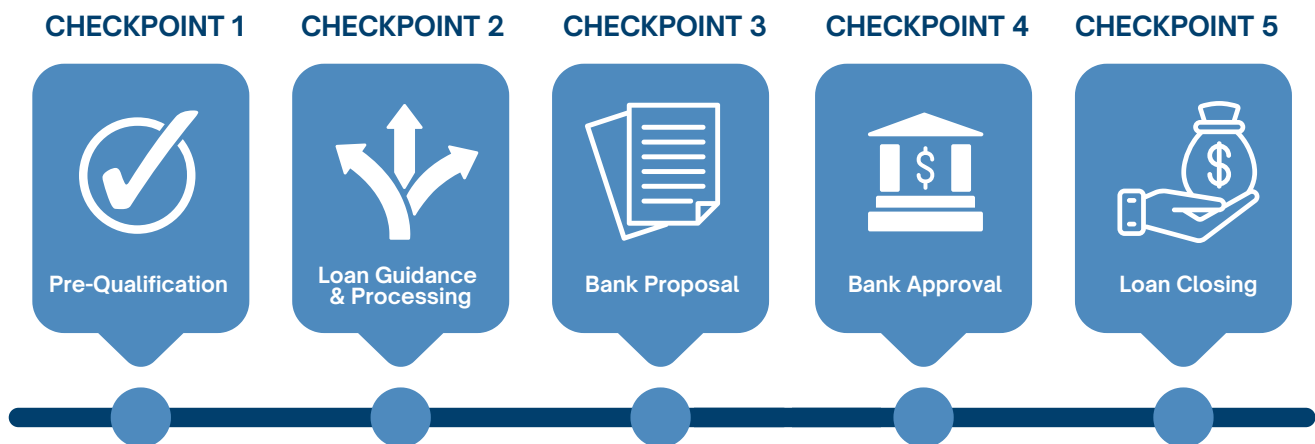 CHECKPOINT 1
CHECKPOINT 2
CHECKPOINT 3
CHECKPOINT 4
CHECKPOINT 5
$
$
Pre-Qualification
Loan Guidance
& Processing
Bank Proposal
Bank Approval
Loan Closing